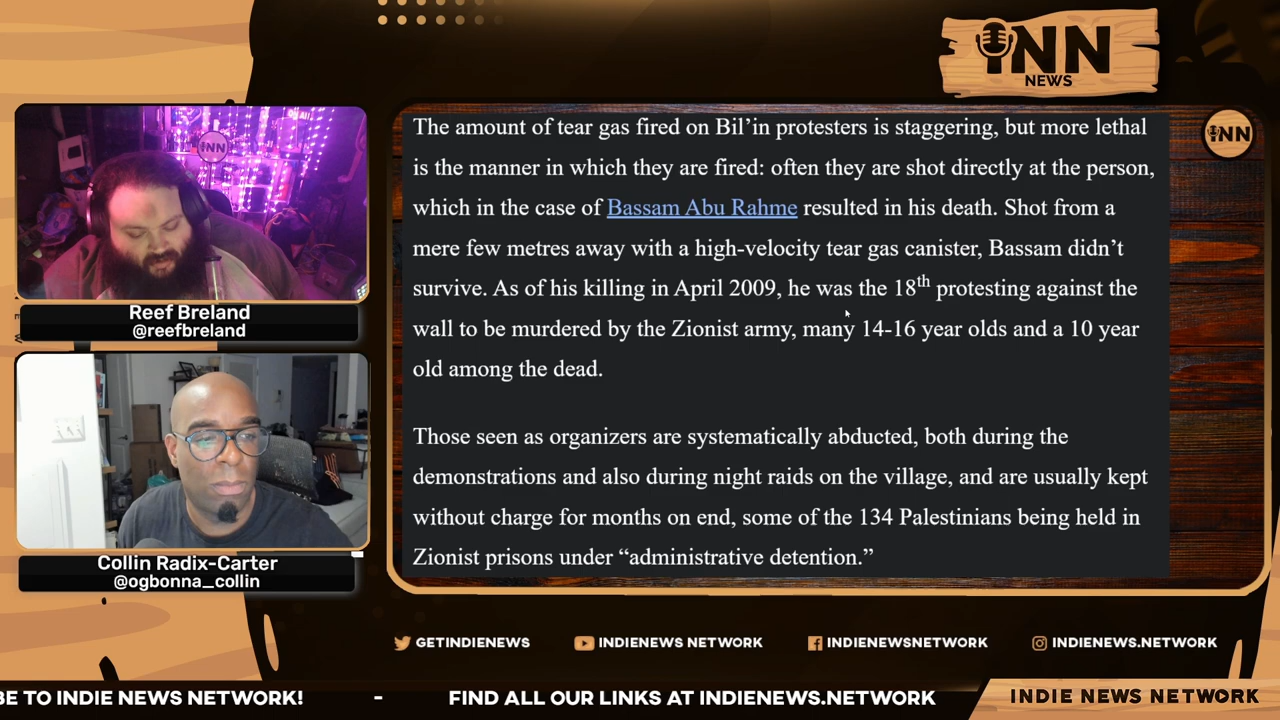 INN
NEWS
INN
The amount of tear gas fired on Bil’in protesters is staggering, but more lethal
is the manner in which they are fired: often they are shot directly at the person,
which in the case of Bassam Abu Rahme resulted in his death. Shot from a
mere few metres away with a high-velocity tear gas canister, Bassam didn’t
survive. As of his killing in April 2009, he was the 18th protesting against the
wall to be murdered by the Zionist army, many 14-16 year olds and a 10 year
old among the dead.
Those seen as organizers are systematically abducted, both during the
demonstrations and also during night raids on the village, and are usually kept
without charge for months on end, some of the 134 Palestinians being held in
Zionist prisons under “administrative detention.”
INN
Reef Breland
@reefbreland
Collin Radix-Carter
@ogbonna_collin
GETINDIENEWS
INDIENEWS NETWORK
INDIENEWSNETWORK
INDIENEWS.NETWORK
BE TO INDIE NEWS NETWORK! - FIND ALL OUR LINKS AT INDIENEWS.NETWORK
INDIE NEWS NETWORK